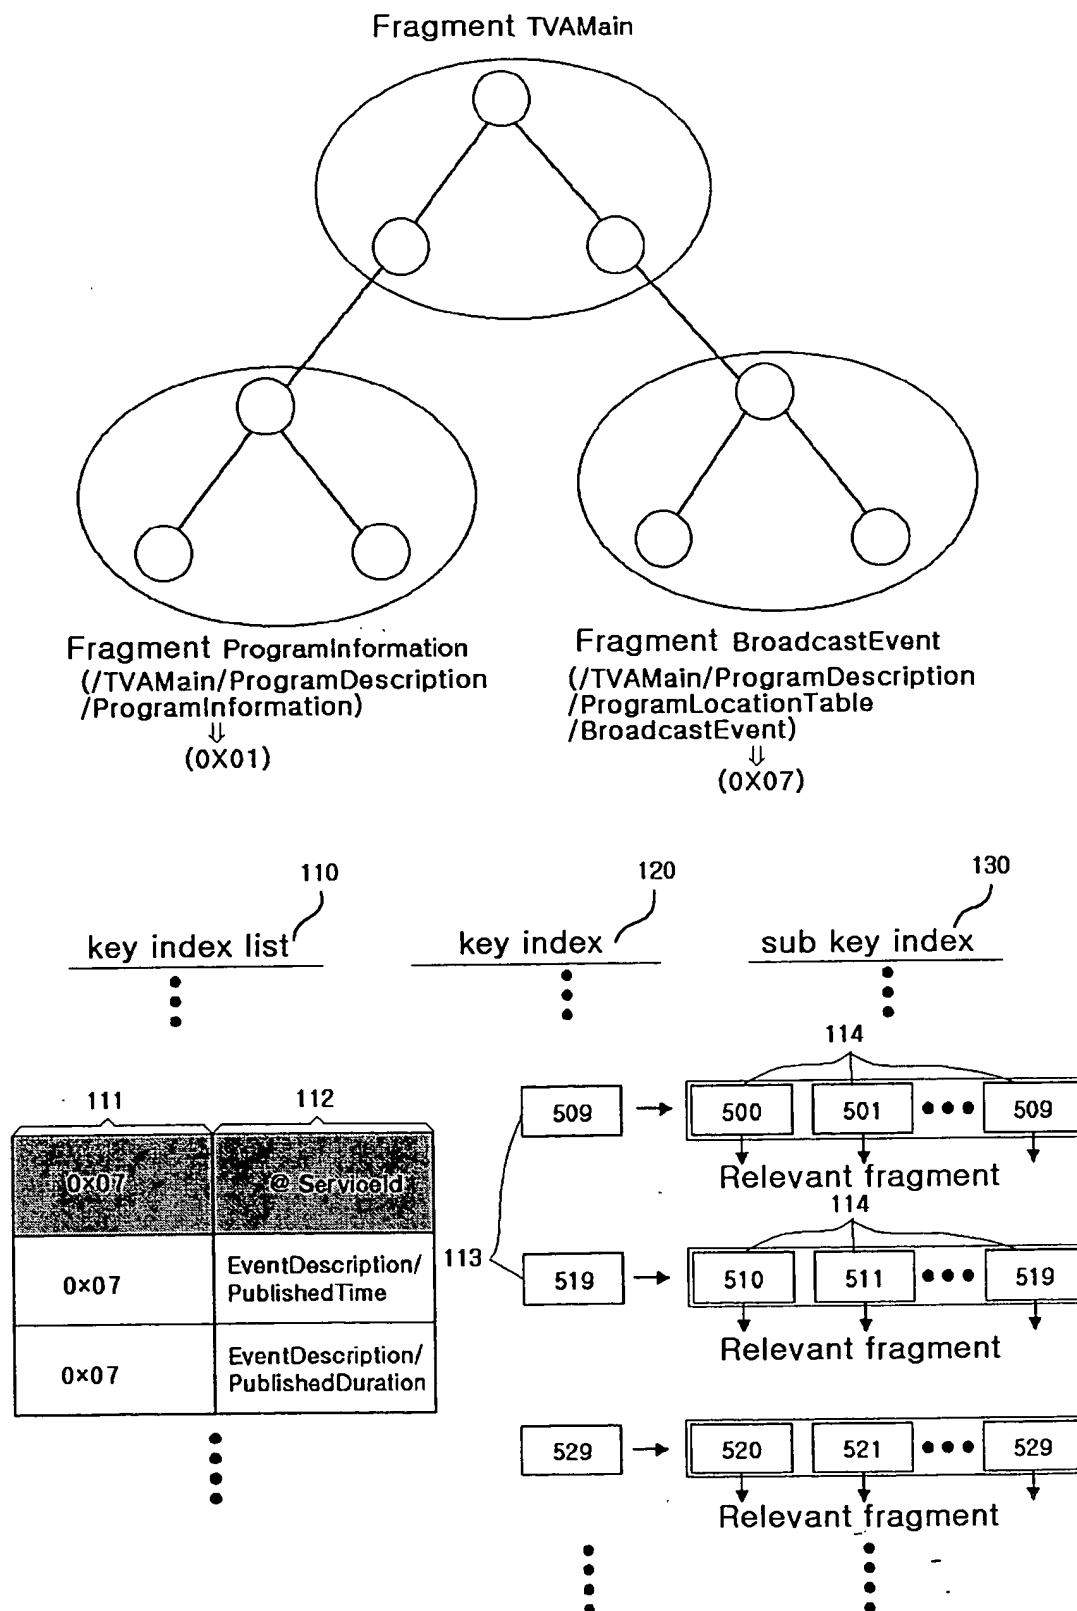 Fragment TVAMain
Fragment ProgramInformation
(/TVAMain/ProgramDescription
/ProgramInformation)
⇓
(0X01)
Fragment BroadcastEvent
(/TVAMain/ProgramDescription
/ProgramLocationTable
/BroadcastEvent)
⇓
(0X07)
110
key index list
120
key index
130
sub key index
111
112
0×07
@ ServiceId
0×07
EventDescription/
PublishedTime
0×07
EventDescription/
PublishedDuration
113
114
509
500
501
509
Relevant fragment
114
519
510
511
519
Relevant fragment
529
520
521
529
Relevant fragment